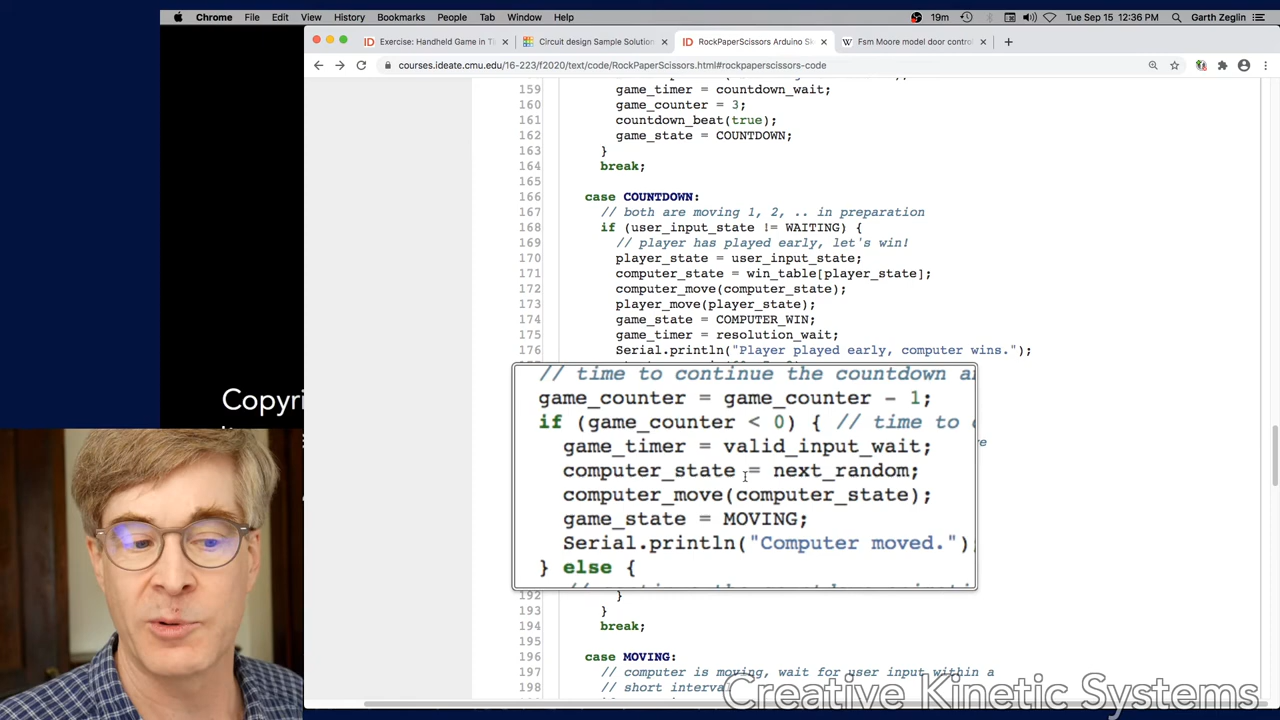 Chrome File Edit View History Bookmarks People Tab Window Help 19m Tue Sep 15 12:36 PM Garth Zeglin
Exercise: Handheld Game in Ti
Circuit design Sample Solution
RockPaperScissors Arduino Sk
Fsm Moore model door contro
courses.ideate.cmu.edu/16-223/f2020/text/code/RockPaperScissors.html#rockpaperscissors-code
159 game_timer = countdown_wait;
160 game_counter = 3;
161 countdown_beat(true);
162 game_state = COUNTDOWN;
163 }
164 break;
165
166 case COUNTDOWN:
167 // both are moving 1, 2, .. in preparation
168 if (user_input_state != WAITING) {
169 // player has played early, let's win!
170 player_state = user_input_state;
171 computer_state = win_table[player_state];
172 computer_move(computer_state);
173 player_move(player_state);
174 game_state = COMPUTER_WIN;
175 game_timer = resolution_wait;
176 Serial.println("Player played early, computer wins.");
// time to continue the countdown
game_counter = game_counter - 1;
if (game_counter < 0) { // time to
game_timer = valid_input_wait;
computer_state = next_random;
computer_move(computer_state);
game_state = MOVING;
Serial.println("Computer moved.")
} else {
192 }
193 }
194 break;
195
196 case MOVING:
197 // computer is moving, wait for user input within a
198 // short interval
Copyri
Creative Kinetic Systems